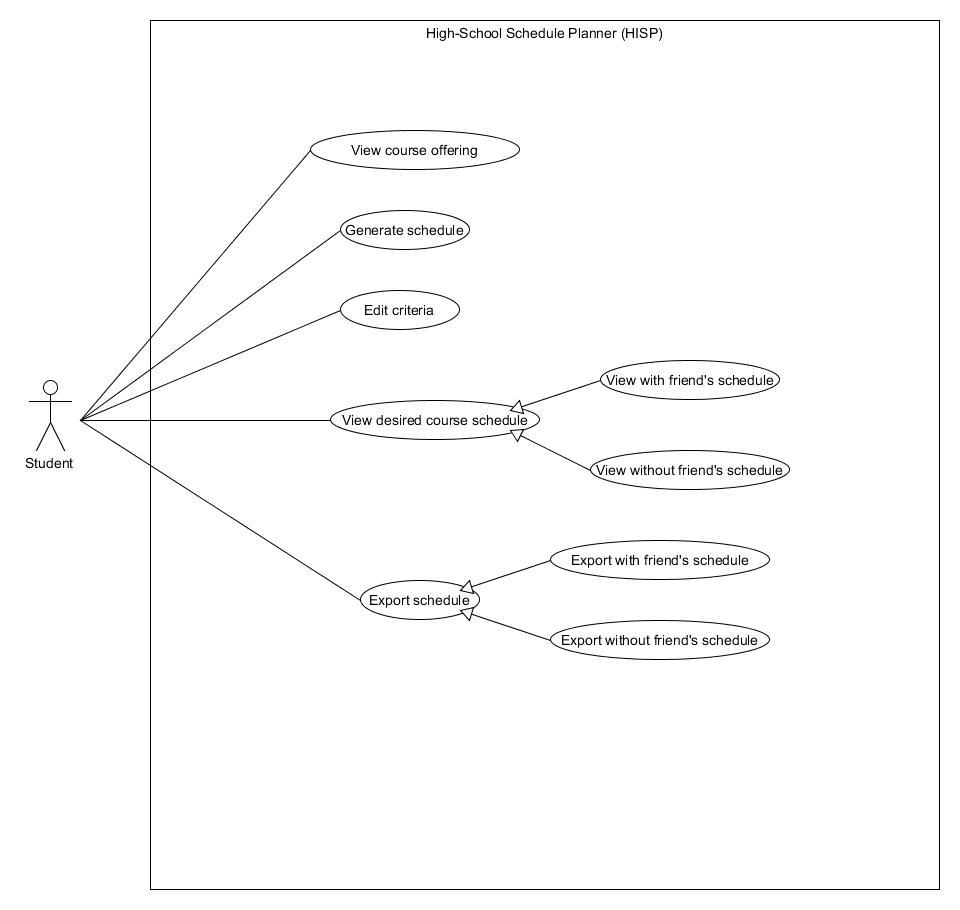 High-School Schedule Planner (HISP)
View course offering
Generate schedule
Edit criteria
View with friend's schedule
View desired course schedule
Student
View without friend's schedule
Export with friend's schedule
Export schedule
Export without friend's schedule